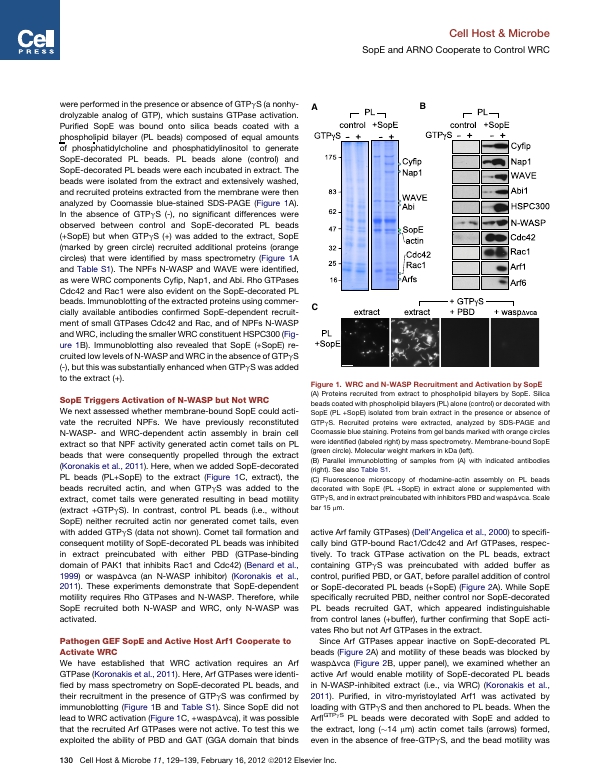 Cell
PRESS
Cell Host & Microbe
SopE and ARNO Cooperate to Control WRC
were performed in the presence or absence of GTPγS (a nonhy-
drolyzable analog of GTP), which sustains GTPase activation.
Purified SopE was bound onto silica beads coated with a
phospholipid bilayer (PL beads) composed of equal amounts
of phosphatidylcholine and phosphatidylinositol to generate
SopE-decorated PL beads. PL beads alone (control) and
SopE-decorated PL beads were each incubated in extract. The
beads were isolated from the extract and extensively washed,
and recruited proteins extracted from the membrane were then
analyzed by Coomassie blue-stained SDS-PAGE (Figure 1A).
In the absence of GTPγS (-), no significant differences were
observed between control and SopE-decorated PL beads
(+SopE) but when GTPγS (+) was added to the extract, SopE
(marked by green circle) recruited additional proteins (orange
circles) that were identified by mass spectrometry (Figure 1A
and Table S1). The NPFs N-WASP and WAVE were identified,
as were WRC components Cyfip, Nap1, and Abi. Rho GTPases
Cdc42 and Rac1 were also evident on the SopE-decorated PL
beads. Immunoblotting of the extracted proteins using commer-
cially available antibodies confirmed SopE-dependent recruit-
ment of small GTPases Cdc42 and Rac, and of NPFs N-WASP
and WRC, including the smaller WRC constituent HSPC300 (Fig-
ure 1B). Immunoblotting also revealed that SopE (+SopE) re-
cruited low levels of N-WASP and WRC in the absence of GTPγS
(-), but this was substantially enhanced when GTPγS was added
to the extract (+).
SopE Triggers Activation of N-WASP but Not WRC
We next assessed whether membrane-bound SopE could acti-
vate the recruited NPFs. We have previously reconstituted
N-WASP- and WRC-dependent actin assembly in brain cell
extract so that NPF activity generated actin comet tails on PL
beads that were consequently propelled through the extract
(Koronakis et al., 2011). Here, when we added SopE-decorated
PL beads (PL+SopE) to the extract (Figure 1C, extract), the
beads recruited actin, and when GTPγS was added to the
extract, comet tails were generated resulting in bead motility
(extract +GTPγS). In contrast, control PL beads (i.e., without
SopE) neither recruited actin nor generated comet tails, even
with added GTPγS (data not shown). Comet tail formation and
consequent motility of SopE-decorated PL beads was inhibited
in extract preincubated with either PBD (GTPase-binding
domain of PAK1 that inhibits Rac1 and Cdc42) (Benard et al.,
1999) or waspΔvca (an N-WASP inhibitor) (Koronakis et al.,
2011). These experiments demonstrate that SopE-dependent
motility requires Rho GTPases and N-WASP. Therefore, while
SopE recruited both N-WASP and WRC, only N-WASP was
activated.
Pathogen GEF SopE and Active Host Arf1 Cooperate to
Activate WRC
We have established that WRC activation requires an Arf
GTPase (Koronakis et al., 2011). Here, Arf GTPases were identi-
fied by mass spectrometry on SopE-decorated PL beads, and
their recruitment in the presence of GTPγS was confirmed by
immunoblotting (Figure 1B and Table S1). Since SopE did not
lead to WRC activation (Figure 1C, +waspΔvca), it was possible
that the recruited Arf GTPases were not active. To test this we
exploited the ability of PBD and GAT (GGA domain that binds
A
PL
control +SopE
GTPγS - + - +
175
83
62
47
32
25
16
Cyfip
Nap1
WAVE
Abi
SopE
actin
Cdc42
Rac1
Arfs
B
PL
control +SopE
GTPγS - + - +
Cyfip
Nap1
WAVE
Abi1
HSPC300
N-WASP
Cdc42
Rac1
Arf1
Arf6
C
+ GTPγS
extract extract + PBD + waspΔvca
PL
+SopE
Figure 1. WRC and N-WASP Recruitment and Activation by SopE
(A) Proteins recruited from extract to phospholipid bilayers by SopE. Silica
beads coated with phospholipid bilayers (PL) alone (control) or decorated with
SopE (PL +SopE) isolated from brain extract in the presence or absence of
GTPγS. Recruited proteins were extracted, analyzed by SDS-PAGE and
Coomassie blue staining. Proteins from gel bands marked with orange circles
were identified (labeled right) by mass spectrometry. Membrane-bound SopE
(green circle). Molecular weight markers in kDa (left).
(B) Parallel immunoblotting of samples from (A) with indicated antibodies
(right). See also Table S1.
(C) Fluorescence microscopy of rhodamine-actin assembly on PL beads
decorated with SopE (PL +SopE) in extract alone or supplemented with
GTPγS, and in extract preincubated with inhibitors PBD and waspΔvca. Scale
bar 15 μm.
active Arf family GTPases) (Dell'Angelica et al., 2000) to specifi-
cally bind GTP-bound Rac1/Cdc42 and Arf GTPases, respec-
tively. To track GTPase activation on the PL beads, extract
containing GTPγS was preincubated with added buffer as
control, purified PBD, or GAT, before parallel addition of control
or SopE-decorated PL beads (+SopE) (Figure 2A). While SopE
specifically recruited PBD, neither control nor SopE-decorated
PL beads recruited GAT, which appeared indistinguishable
from control lanes (+buffer), further confirming that SopE acti-
vates Rho but not Arf GTPases in the extract.
Since Arf GTPases appear inactive on SopE-decorated PL
beads (Figure 2A) and motility of these beads was blocked by
waspΔvca (Figure 2B, upper panel), we examined whether an
active Arf would enable motility of SopE-decorated PL beads
in N-WASP-inhibited extract (i.e., via WRC) (Koronakis et al.,
2011). Purified, in vitro-myristoylated Arf1 was activated by
loading with GTPγS and then anchored to PL beads. When the
Arf1GTPγS PL beads were decorated with SopE and added to
the extract, long (~14 μm) actin comet tails (arrows) formed,
even in the absence of free-GTPγS, and the bead motility was
130 Cell Host & Microbe 11, 129–139, February 16, 2012 ©2012 Elsevier Inc.